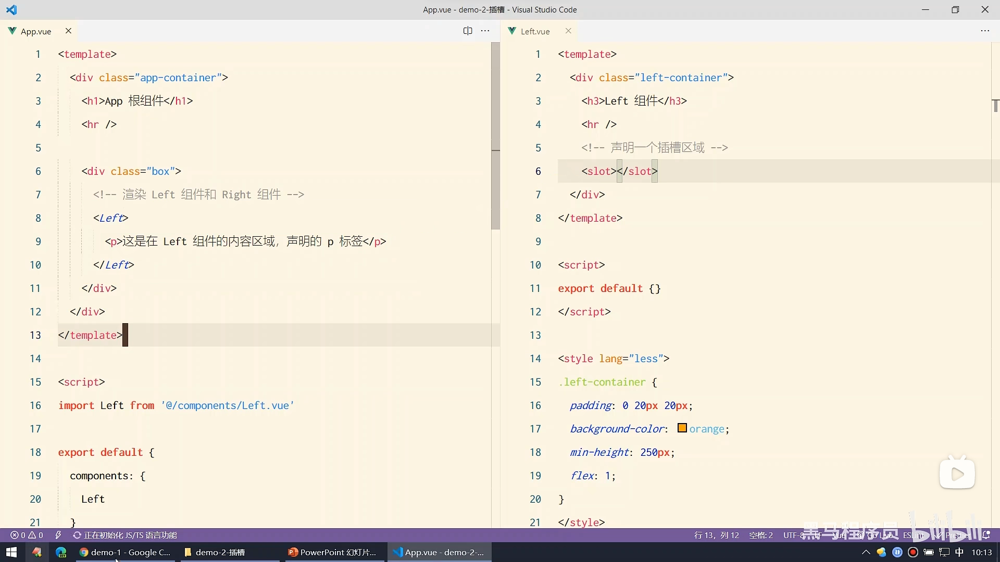 App.vue - demo-2-插槽 - Visual Studio Code
App.vue
1 <template>
2 <div class="app-container">
3 <h1>App 根组件</h1>
4 <hr />
5
6 <div class="box">
7 <!-- 渲染 Left 组件和 Right 组件 -->
8 <Left>
9 <p>这是在 Left 组件的内容区域，声明的 p 标签</p>
10 </Left>
11 </div>
12 </div>
13 </template>
14
15 <script>
16 import Left from '@/components/Left.vue'
17
18 export default {
19 components: {
20 Left
21 }
Left.vue
1 <template>
2 <div class="left-container">
3 <h3>Left 组件</h3>
4 <hr />
5 <!-- 声明一个插槽区域 -->
6 <slot></slot>
7 </div>
8 </template>
9
10 <script>
11 export default {}
12 </script>
13
14 <style lang="less">
15 .left-container {
16 padding: 0 20px 20px;
17 background-color: orange;
18 min-height: 250px;
19 flex: 1;
20 }
21 </style>
黑马程序员 bilibili
0 0 正在初始化 JS/TS 语言功能 行 13，列 12 空格: 2 UTF-8 LF Vue Go Live ESLint Prettier
demo-1 - Google C... demo-2-插槽 PowerPoint 幻灯片... App.vue - demo-2-... 中 10:13